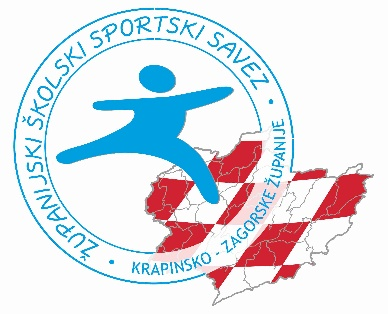 • ŽUPANIJSKI ŠKOLSKI SPORTSKI SAVEZ •
KRAPINSKO - ZAGORSKE ŽUPANIJE